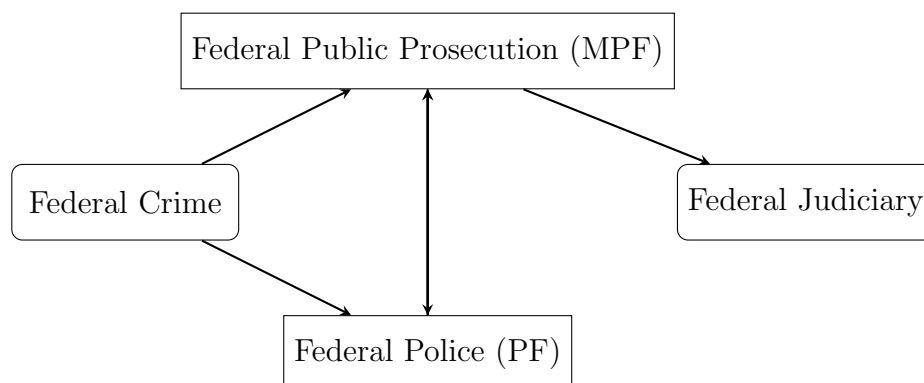 Federal Public Prosecution (MPF)
Federal Crime
Federal Judiciary
Federal Police (PF)